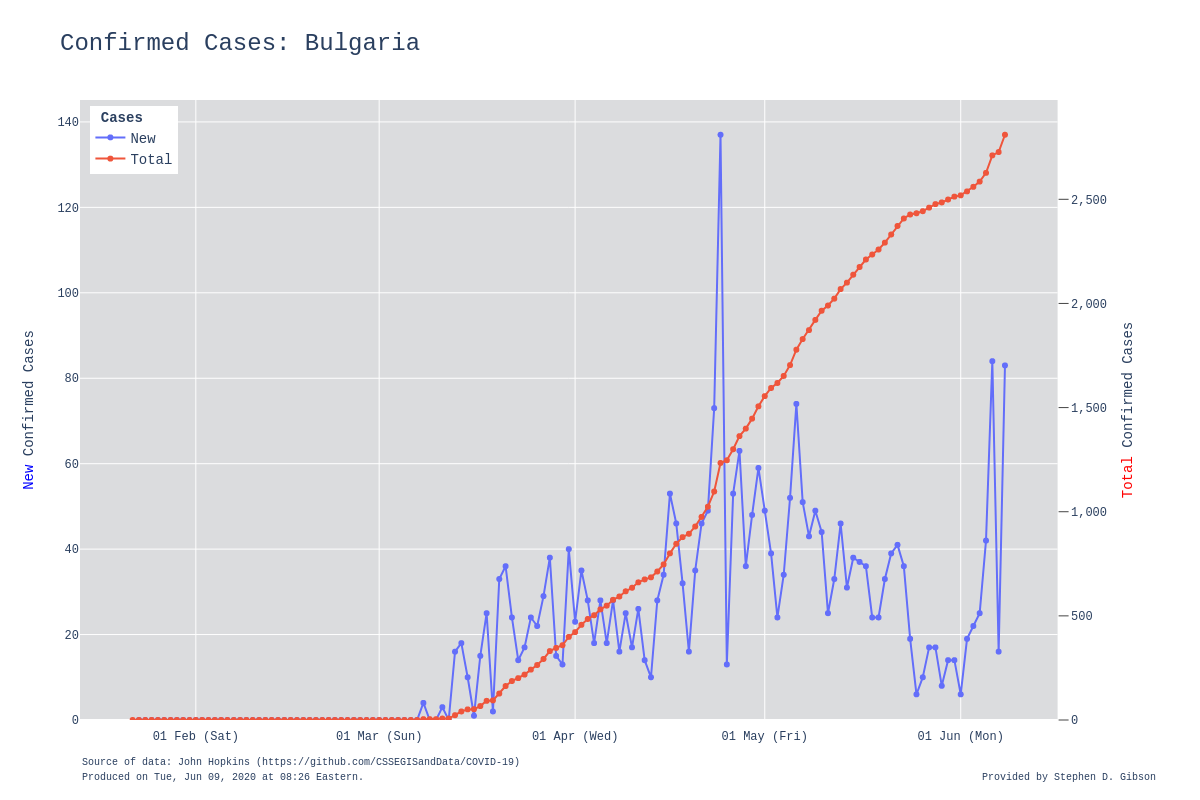 Confirmed Cases: Bulgaria
Cases
New
Total
140
120
100
80
60
40
20
0
2,500
2,000
1,500
1,000
500
0
New Confirmed Cases
Total Confirmed Cases
01 Feb (Sat)
01 Mar (Sun)
01 Apr (Wed)
01 May (Fri)
01 Jun (Mon)
Source of data: John Hopkins (https://github.com/CSSEGISandData/COVID-19)
Produced on Tue, Jun 09, 2020 at 08:26 Eastern.
Provided by Stephen D. Gibson